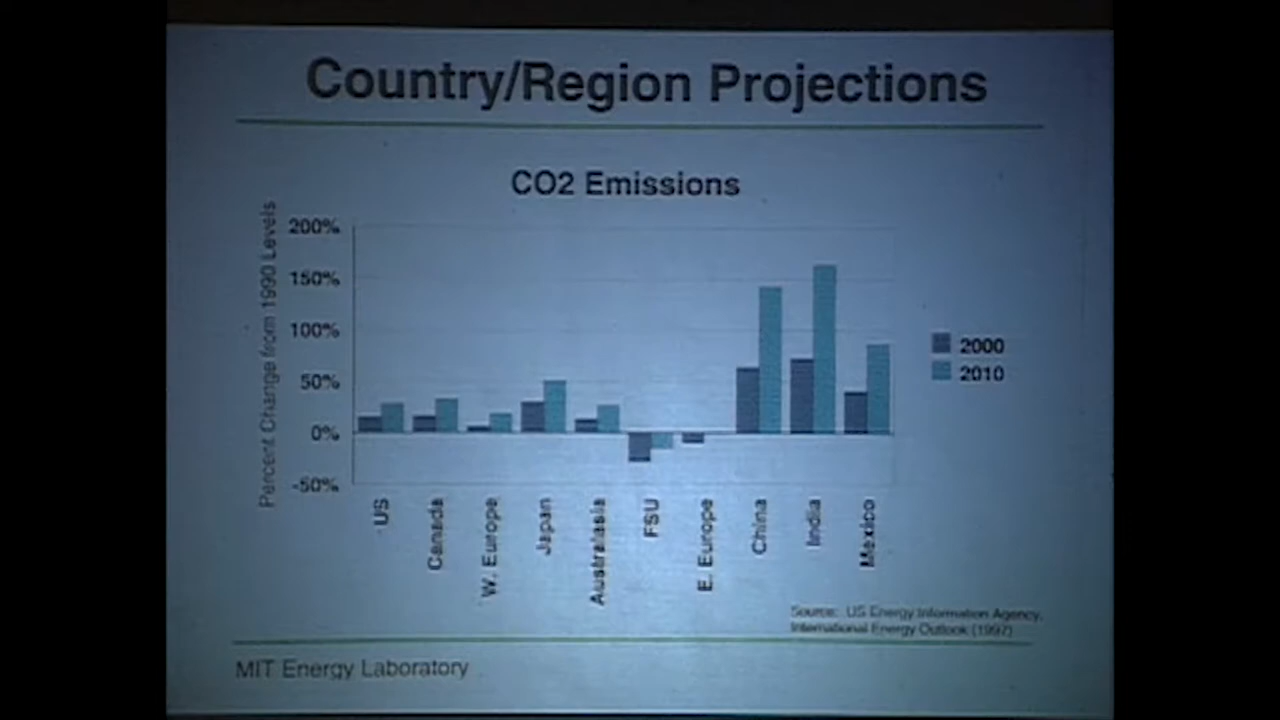 Country/Region Projections
CO2 Emissions
Percent Change from 1990 Levels
200%
150%
100%
50%
0%
-50%
2000
2010
US
Canada
W. Europe
Japan
Australasia
FSU
E. Europe
China
India
Mexico
Source: US Energy Information Agency,
International Energy Outlook (1997)
MIT Energy Laboratory